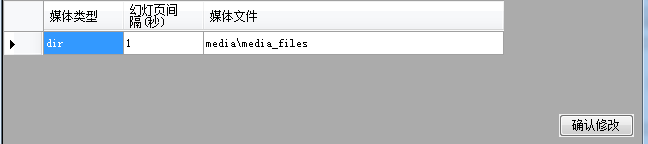 媒体类型
幻灯页间
隔(秒)
媒体文件
dir
1
media\media_files
确认修改